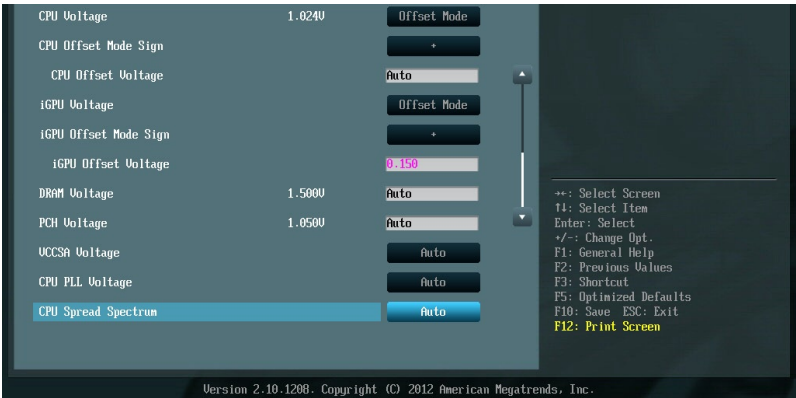 CPU Voltage 1.024V Offset Mode
CPU Offset Mode Sign +
CPU Offset Voltage Auto
iGPU Voltage Offset Mode
iGPU Offset Mode Sign +
iGPU Offset Voltage 0.150
DRAM Voltage 1.500V Auto
PCH Voltage 1.050V Auto
VCCSA Voltage Auto
CPU PLL Voltage Auto
CPU Spread Spectrum Auto
→←: Select Screen
↑↓: Select Item
Enter: Select
+/-: Change Opt.
F1: General Help
F2: Previous Values
F3: Shortcut
F5: Optimized Defaults
F10: Save ESC: Exit
F12: Print Screen
Version 2.10.1208. Copyright (C) 2012 American Megatrends, Inc.